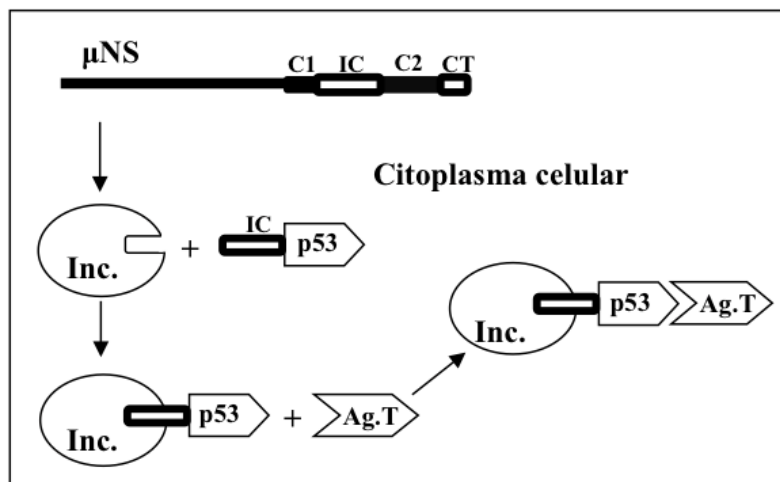 µNS
C1 IC C2 CT
Citoplasma celular
IC
Inc. + p53
Inc. p53 Ag.T
Inc. p53 + Ag.T